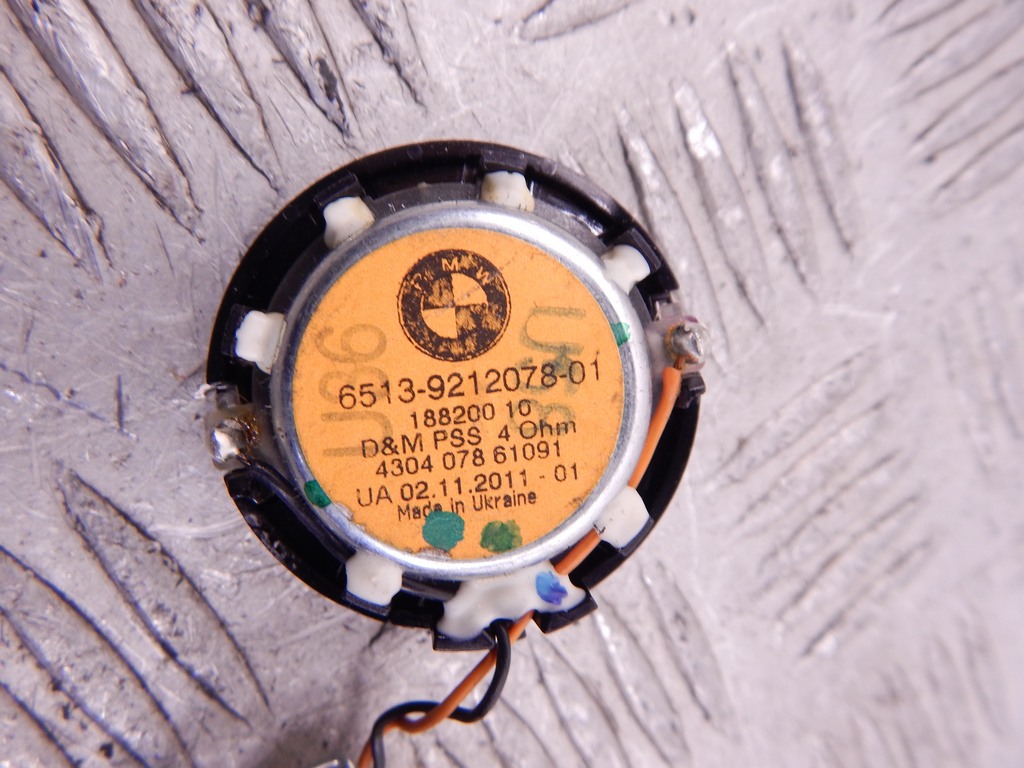 BMW
6513-9212078-01
188200 10
D&M PSS 4 Ohm
4304 078 61091
UA 02.11.2011 - 01
Made in Ukraine
U86